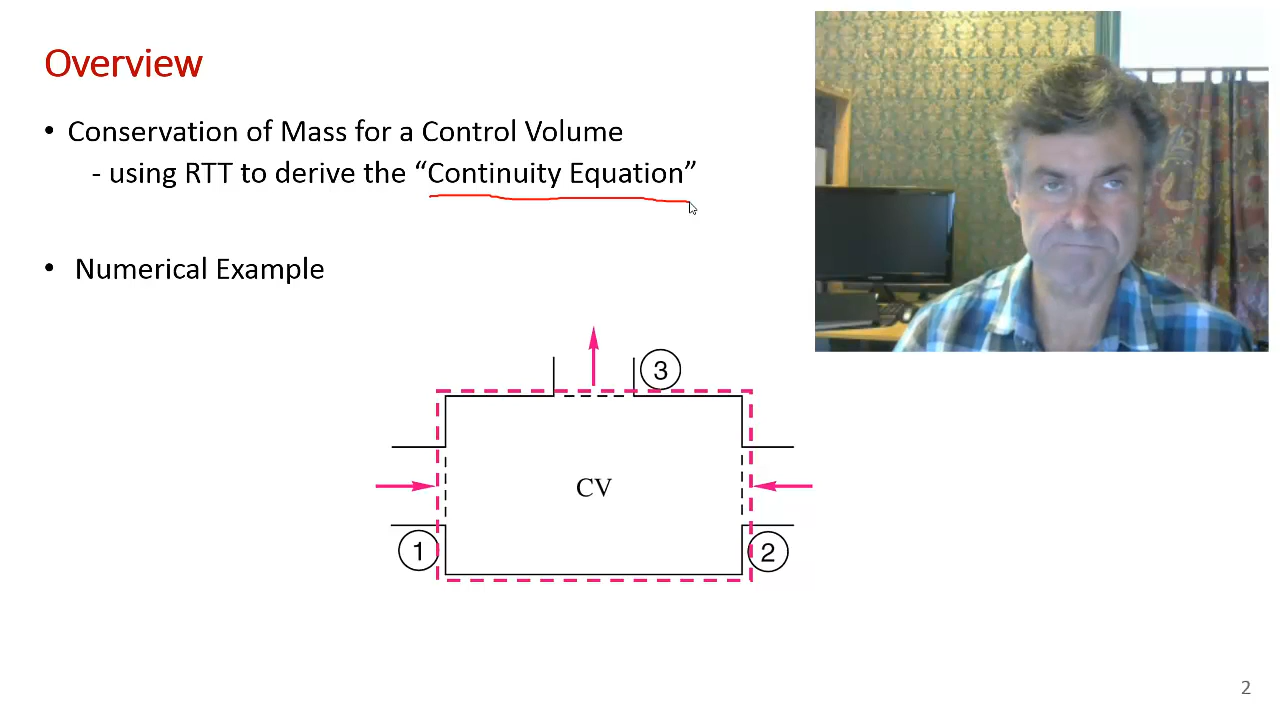 Overview
• Conservation of Mass for a Control Volume
- using RTT to derive the “Continuity Equation”
• Numerical Example
3
CV
1
2
2